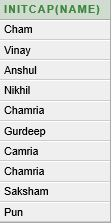 INITCAP(NAME)
Cham
Vinay
Anshul
Nikhil
Chamria
Gurdeep
Camria
Chamria
Saksham
Pun